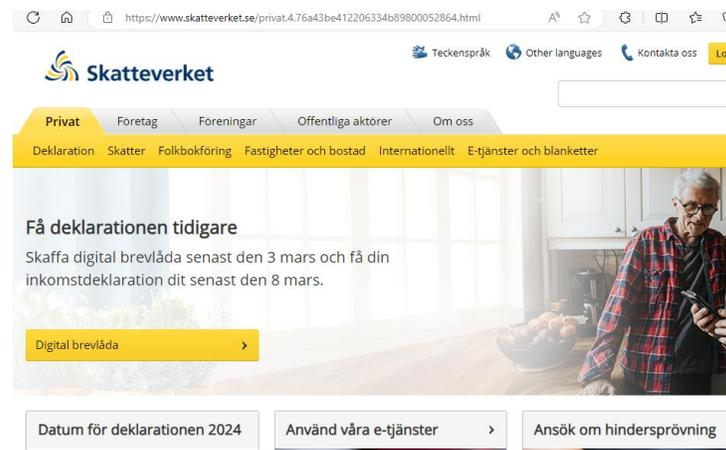 https://www.skatteverket.se/privat.4.76a43be412206334b89800052864.html
Teckenspråk Other languages Kontakta oss Lo
Skatteverket
Privat Företag Föreningar Offentliga aktörer Om oss
Deklaration Skatter Folkbokföring Fastigheter och bostad Internationellt E-tjänster och blanketter
Få deklarationen tidigare
Skaffa digital brevlåda senast den 3 mars och få din
inkomstdeklaration dit senast den 8 mars.
Digital brevlåda
Datum för deklarationen 2024 Använd våra e-tjänster Ansök om hindersprövning